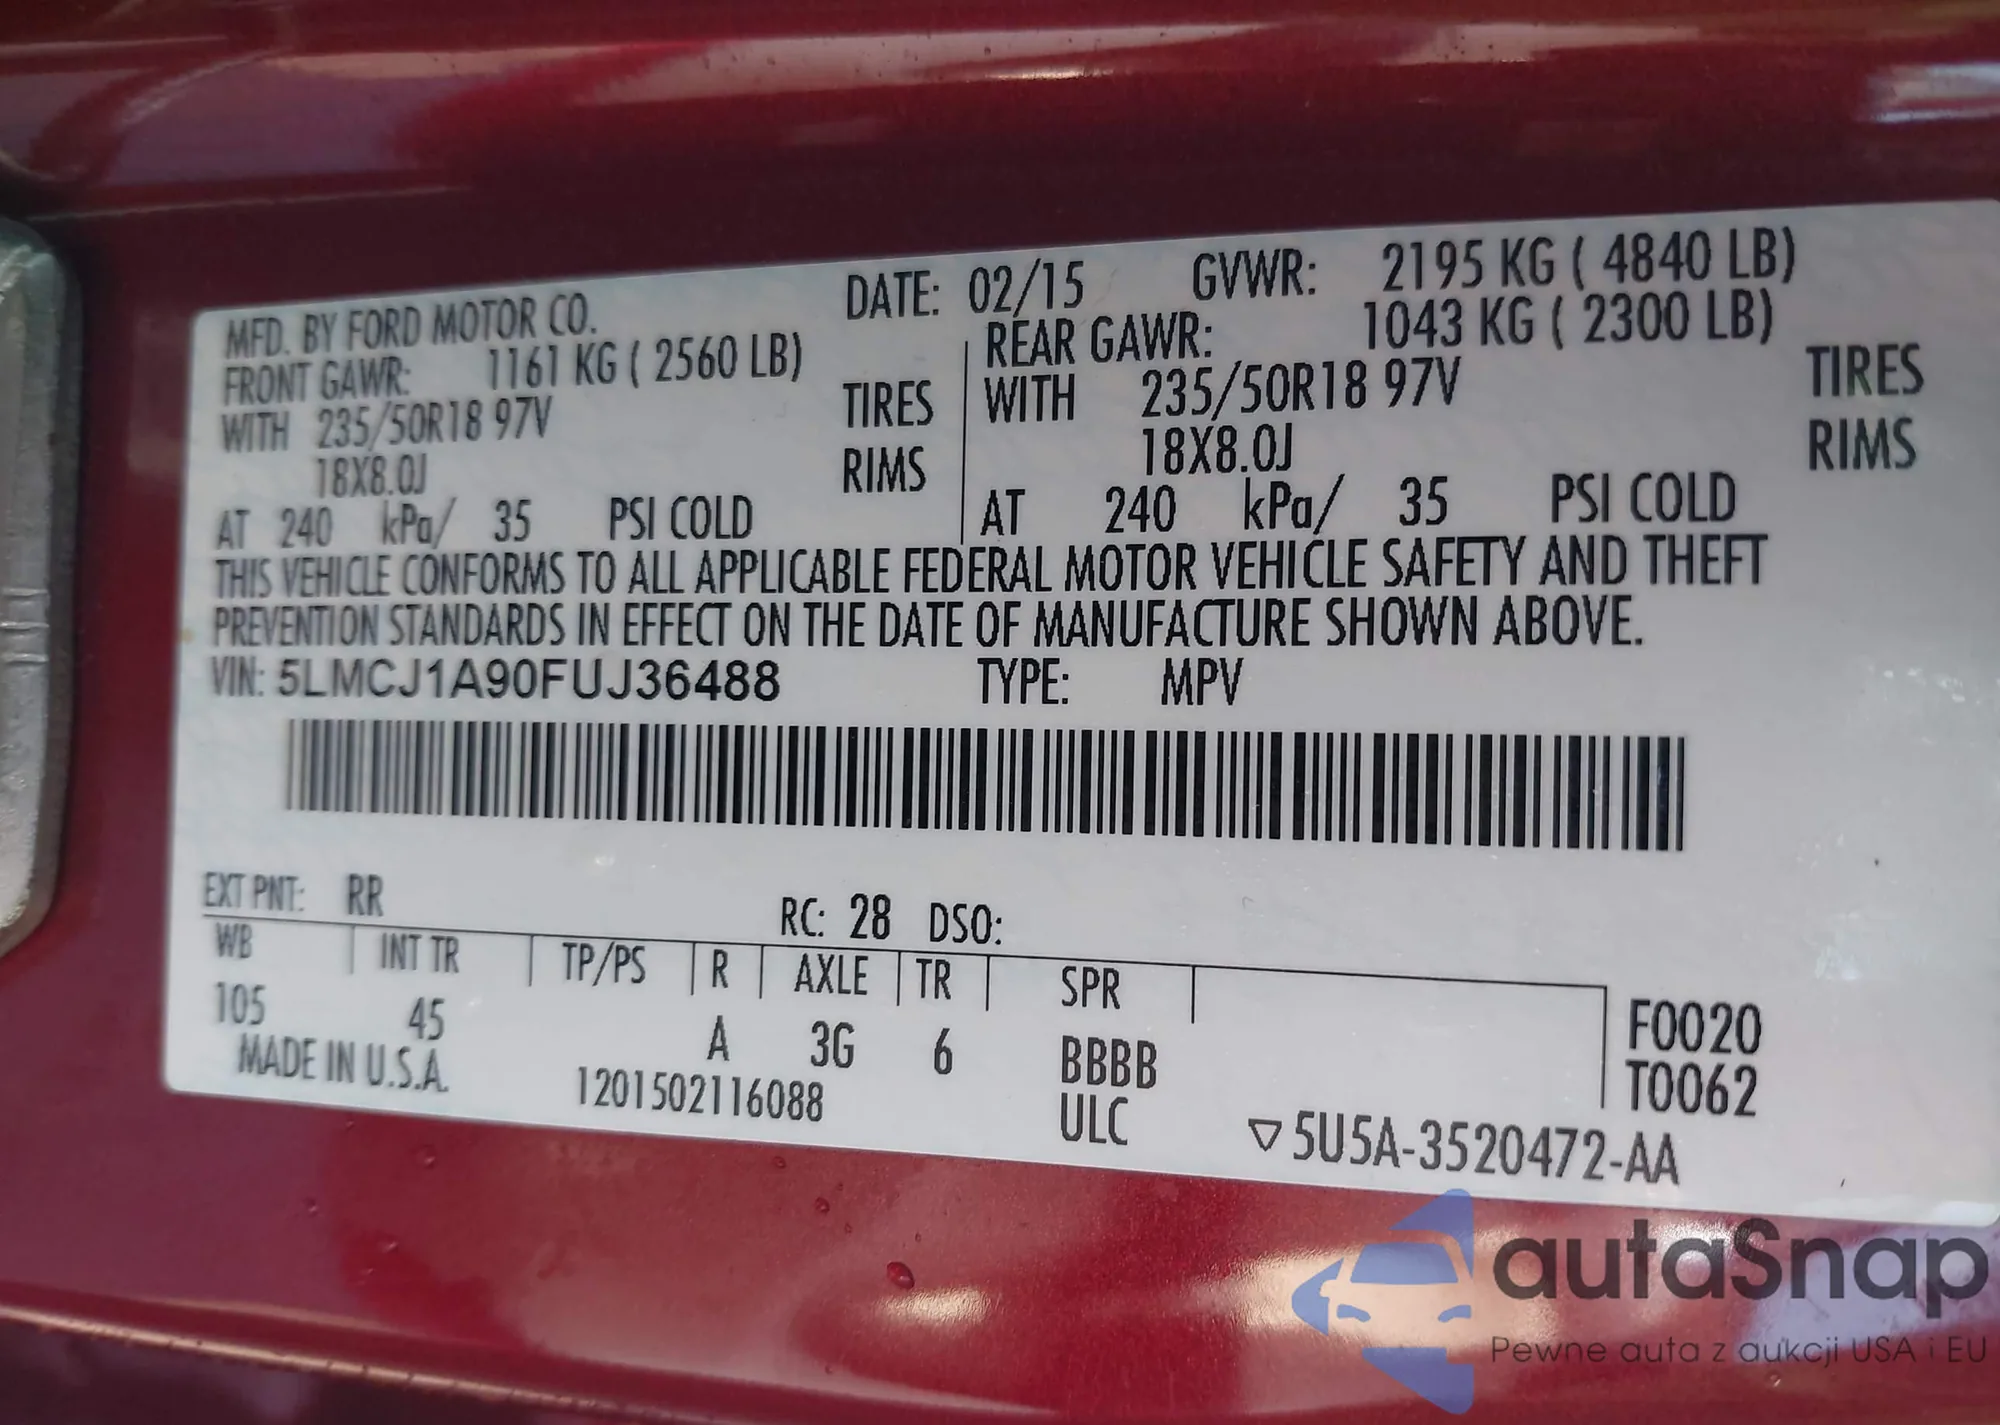 MFD. BY FORD MOTOR CO. DATE: 02/15 GVWR: 2195 KG ( 4840 LB)
FRONT GAWR: 1161 KG ( 2560 LB) REAR GAWR: 1043 KG ( 2300 LB)
WITH 235/50R18 97V TIRES WITH 235/50R18 97V TIRES
18X8.0J RIMS 18X8.0J RIMS
AT 240 kPa/ 35 PSI COLD AT 240 kPa/ 35 PSI COLD
THIS VEHICLE CONFORMS TO ALL APPLICABLE FEDERAL MOTOR VEHICLE SAFETY AND THEFT
PREVENTION STANDARDS IN EFFECT ON THE DATE OF MANUFACTURE SHOWN ABOVE.
VIN: 5LMCJ1A90FUJ36488 TYPE: MPV
EXT PNT: RR RC: 28 DSO:
WB INT TR TP/PS R AXLE TR SPR
105 45 A 3G 6 BBBB F0020
MADE IN U.S.A. 1201502116088 ULC T0062
▽5U5A-3520472-AA
autaSnap
Pewne auta z aukcji USA i EU